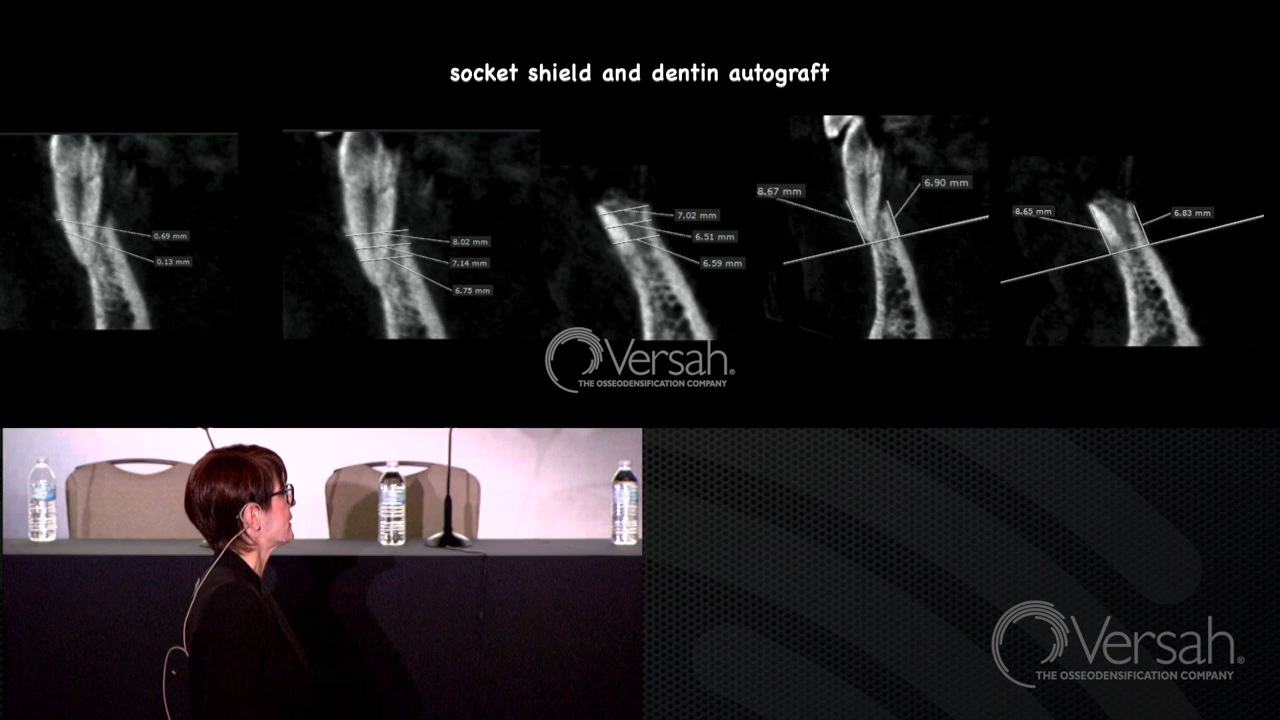 socket shield and dentin autograft
0.69 mm
0.13 mm
8.02 mm
7.14 mm
6.75 mm
7.02 mm
6.51 mm
6.59 mm
8.67 mm
6.90 mm
8.65 mm
6.83 mm
Versah®
THE OSSEODENSIFICATION COMPANY
Versah®
THE OSSEODENSIFICATION COMPANY